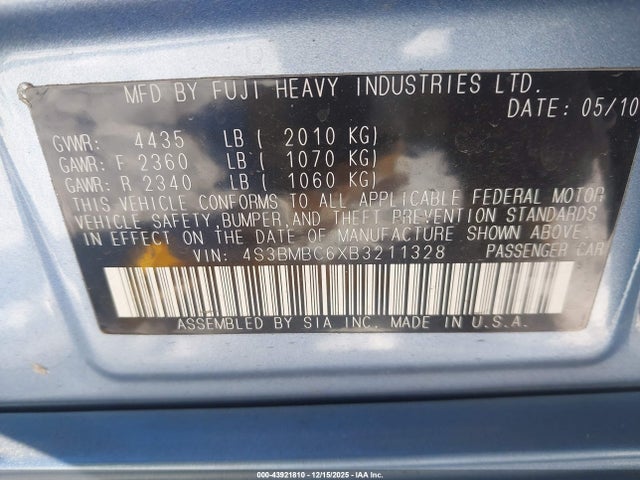 MFD BY FUJI HEAVY INDUSTRIES LTD.
DATE: 05/10
GVWR: 4435 LB ( 2010 KG)
GAWR: F 2360 LB ( 1070 KG)
GAWR: R 2340 LB ( 1060 KG)
THIS VEHICLE CONFORMS TO ALL APPLICABLE FEDERAL MOTOR
VEHICLE SAFETY, BUMPER, AND THEFT PREVENTION STANDARDS
IN EFFECT ON THE DATE OF MANUFACTURE SHOWN ABOVE.
VIN: 4S3BMBC6XB3211328 PASSENGER CAR
ASSEMBLED BY SIA INC. MADE IN U.S.A.
000-43921810 - 12/15/2025 - IAA Inc.